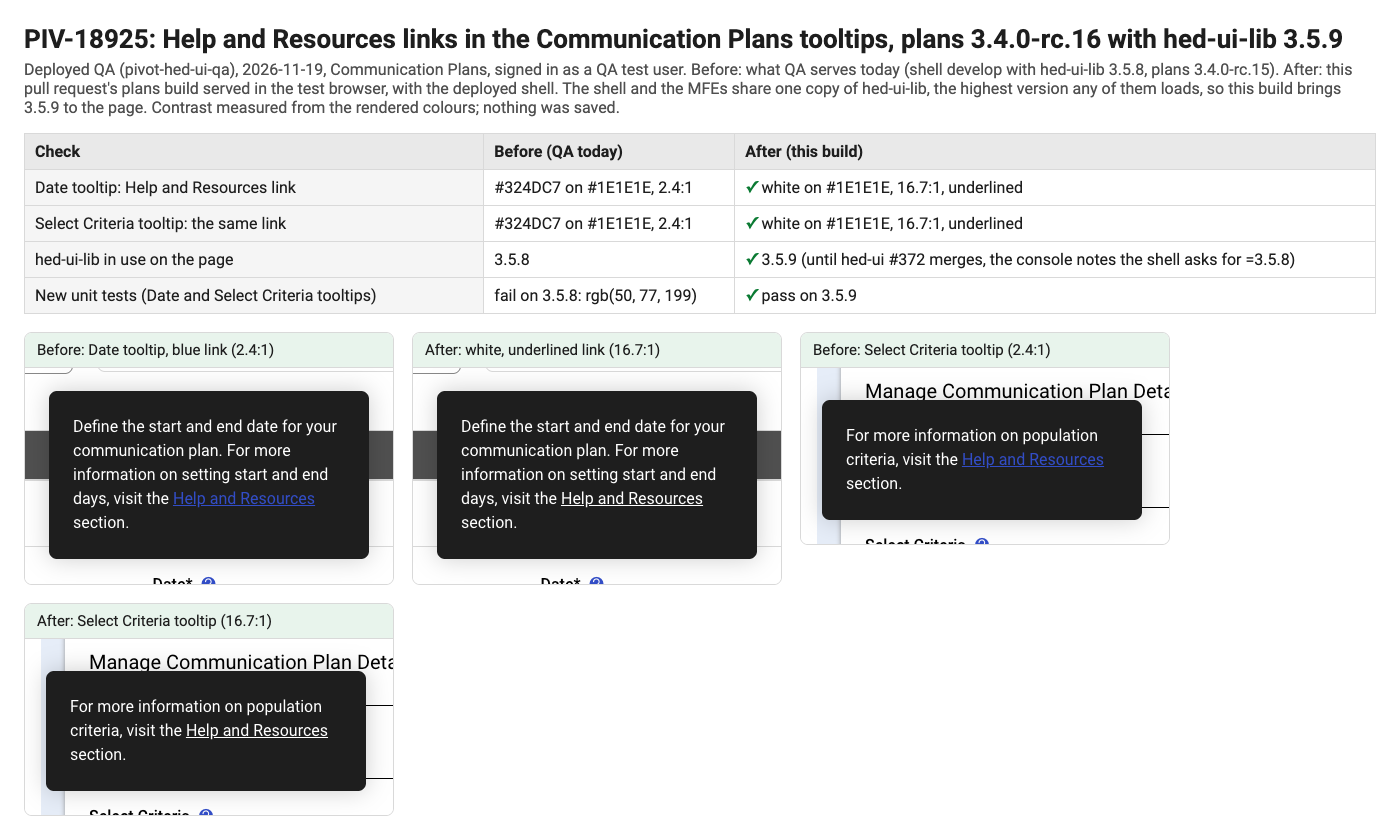 PIV-18925: Help and Resources links in the Communication Plans tooltips, plans 3.4.0-rc.16 with hed-ui-lib 3.5.9
Deployed QA (pivot-hed-ui-qa), 2026-11-19, Communication Plans, signed in as a QA test user. Before: what QA serves today (shell develop with hed-ui-lib 3.5.8, plans 3.4.0-rc.15). After: this
pull request's plans build served in the test browser, with the deployed shell. The shell and the MFEs share one copy of hed-ui-lib, the highest version any of them loads, so this build brings
3.5.9 to the page. Contrast measured from the rendered colours; nothing was saved.
Check Before (QA today) After (this build)
Date tooltip: Help and Resources link #324DC7 on #1E1E1E, 2.4:1 ✓ white on #1E1E1E, 16.7:1, underlined
Select Criteria tooltip: the same link #324DC7 on #1E1E1E, 2.4:1 ✓ white on #1E1E1E, 16.7:1, underlined
hed-ui-lib in use on the page 3.5.8 ✓ 3.5.9 (until hed-ui #372 merges, the console notes the shell asks for =3.5.8)
New unit tests (Date and Select Criteria tooltips) fail on 3.5.8: rgb(50, 77, 199) ✓ pass on 3.5.9
Before: Date tooltip, blue link (2.4:1)
Define the start and end date for your
communication plan. For more
information on setting start and end
days, visit the Help and Resources
section.
Date*
After: white, underlined link (16.7:1)
Define the start and end date for your
communication plan. For more
information on setting start and end
days, visit the Help and Resources
section.
Date*
Before: Select Criteria tooltip (2.4:1)
Manage Communication Plan Deta
For more information on population
criteria, visit the Help and Resources
section.
Select Criteria
After: Select Criteria tooltip (16.7:1)
Manage Communication Plan Deta
For more information on population
criteria, visit the Help and Resources
section.
Select Criteria